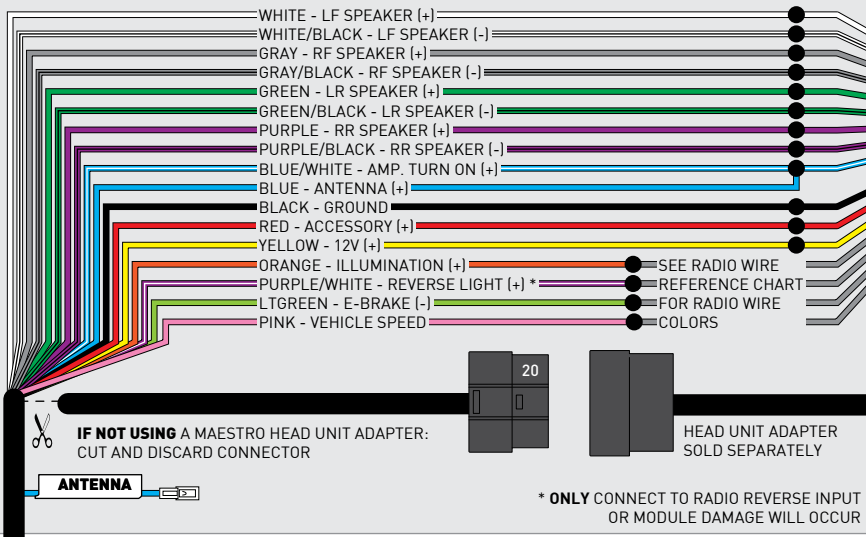 WHITE - LF SPEAKER (+)
WHITE/BLACK - LF SPEAKER (-)
GRAY - RF SPEAKER (+)
GRAY/BLACK - RF SPEAKER (-)
GREEN - LR SPEAKER (+)
GREEN/BLACK - LR SPEAKER (-)
PURPLE - RR SPEAKER (+)
PURPLE/BLACK - RR SPEAKER (-)
BLUE/WHITE - AMP. TURN ON (+)
BLUE - ANTENNA (+)
BLACK - GROUND
RED - ACCESSORY (+)
YELLOW - 12V (+)
ORANGE - ILLUMINATION (+) SEE RADIO WIRE
PURPLE/WHITE - REVERSE LIGHT (+) * REFERENCE CHART
LTGREEN - E-BRAKE (-) FOR RADIO WIRE
PINK - VEHICLE SPEED COLORS
20
IF NOT USING A MAESTRO HEAD UNIT ADAPTER:
CUT AND DISCARD CONNECTOR
HEAD UNIT ADAPTER
SOLD SEPARATELY
ANTENNA
* ONLY CONNECT TO RADIO REVERSE INPUT
OR MODULE DAMAGE WILL OCCUR